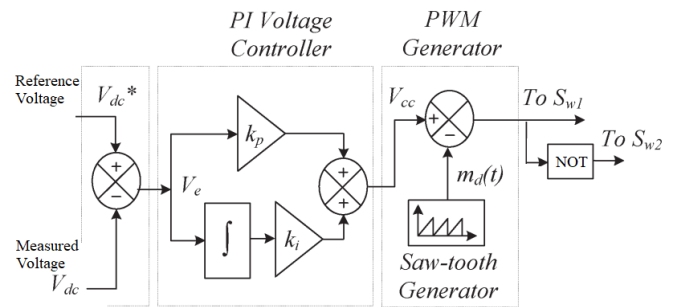 PI Voltage
Controller
PWM
Generator
Reference
Voltage
V_dc*
+
−
V_e
k_p
∫
k_i
+
+
V_cc
+
−
m_d(t)
Saw-tooth
Generator
To S_w1
NOT
To S_w2
Measured
Voltage
V_dc